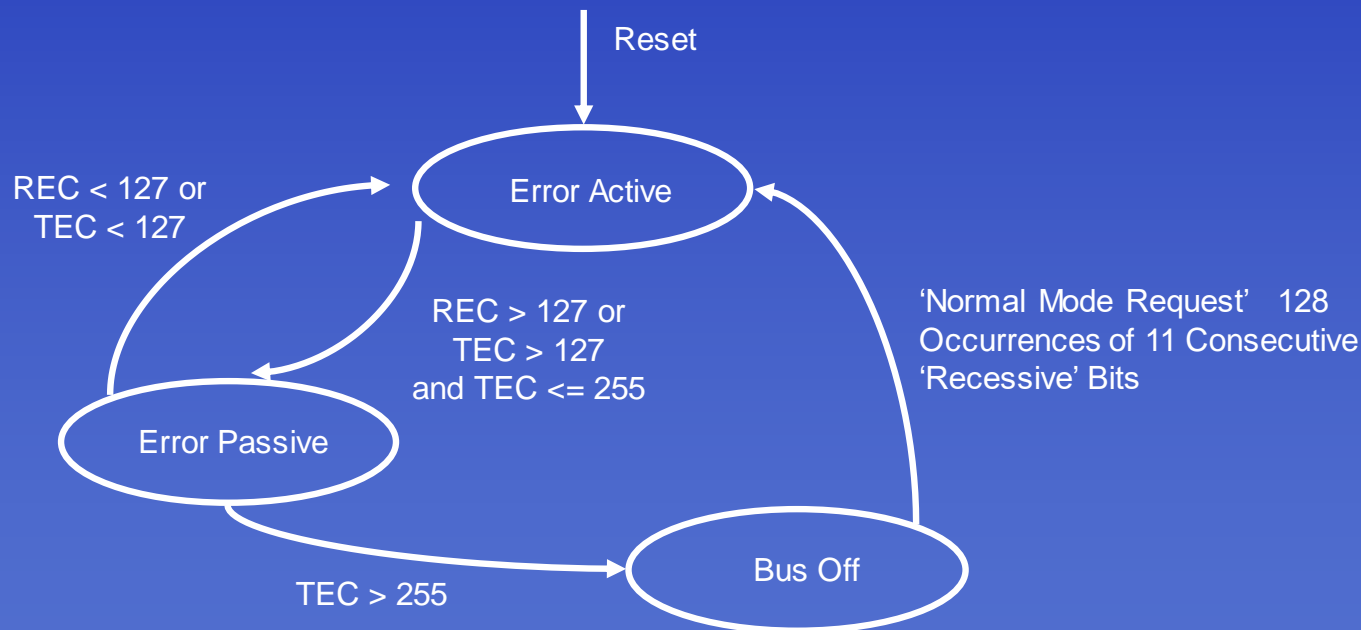 Reset
Error Active
REC < 127 or
TEC < 127
REC > 127 or
TEC > 127
and TEC <= 255
‘Normal Mode Request’ 128
Occurrences of 11 Consecutive
‘Recessive’ Bits
Error Passive
Bus Off
TEC > 255